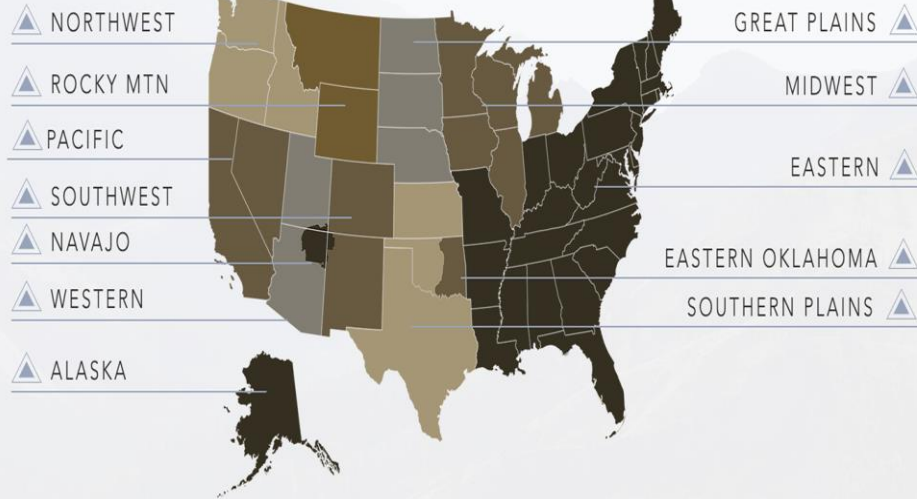 NORTHWEST
ROCKY MTN
PACIFIC
SOUTHWEST
NAVAJO
WESTERN
ALASKA
GREAT PLAINS
MIDWEST
EASTERN
EASTERN OKLAHOMA
SOUTHERN PLAINS